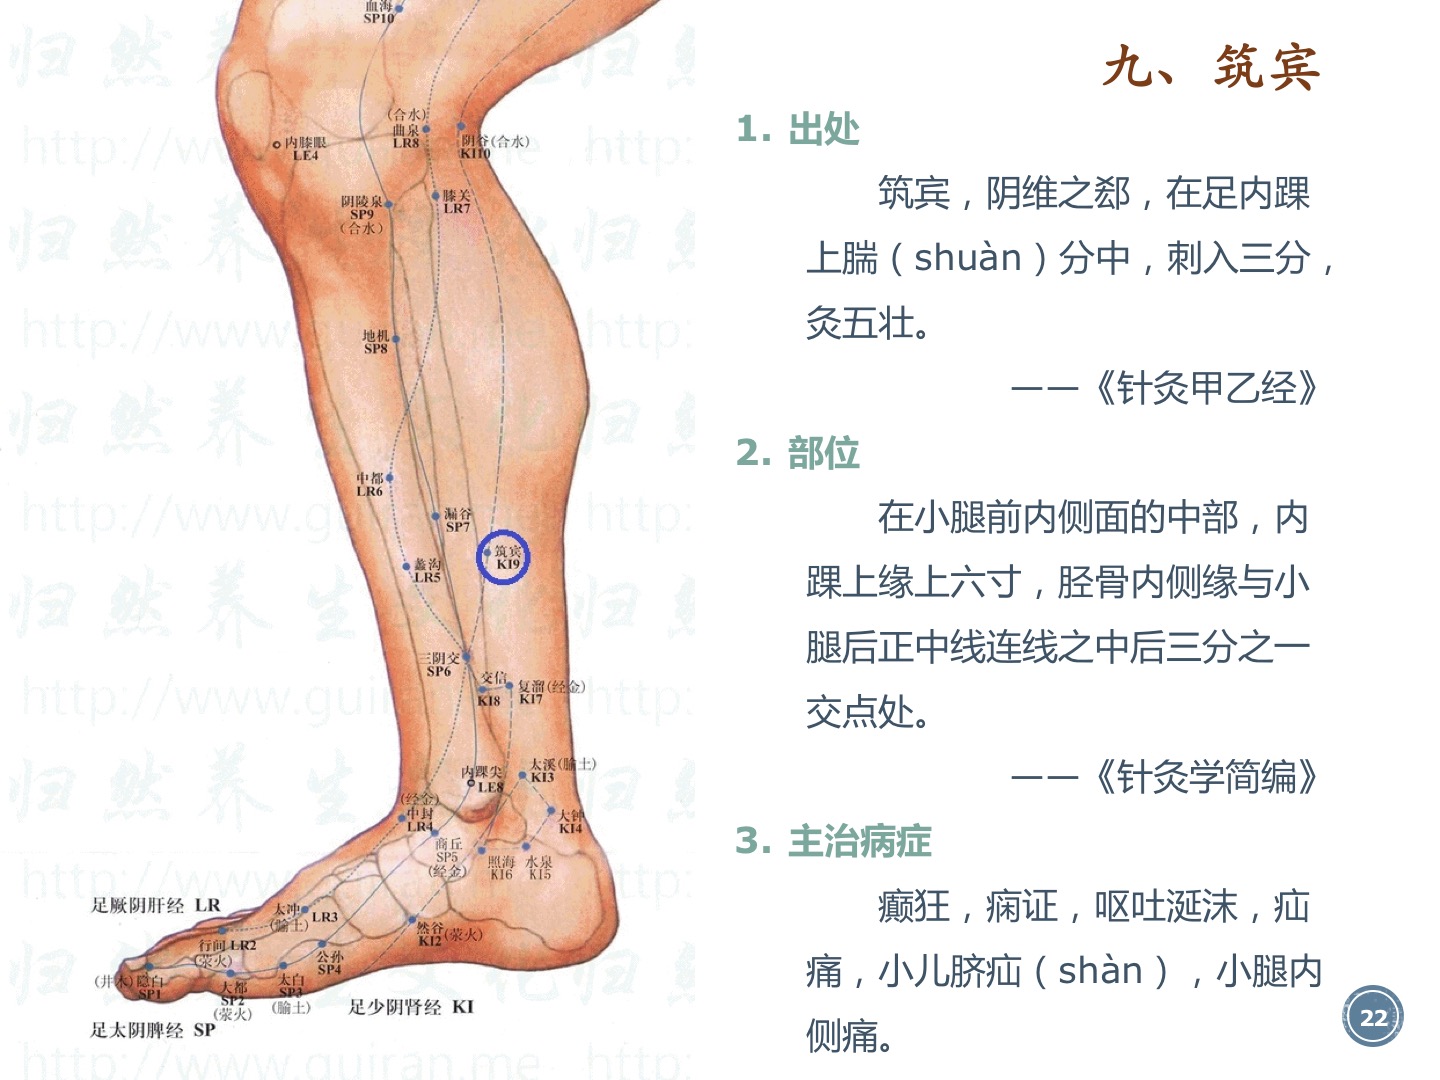 九、筑宾
1. 出处
筑宾，阴维之郄，在足内踝
上腨（shuàn）分中，刺入三分，
灸五壮。
——《针灸甲乙经》
2. 部位
在小腿前内侧面的中部，内
踝上缘上六寸，胫骨内侧缘与小
腿后正中线连线之中后三分之一
交点处。
——《针灸学简编》
3. 主治病症
癫狂，痫证，呕吐涎沫，疝
痛，小儿脐疝（shàn），小腿内
侧痛。
22
血海
SP10
(合水)
曲泉
LR8
阴谷(合水)
KI10
内膝眼
LE4
阴陵泉
SP9
(合水)
膝关
LR7
地机
SP8
中都
LR6
漏谷
SP7
筑宾
KI9
蠡沟
LR5
三阴交
SP6
交信
KI8
复溜(经金)
KI7
太溪(腧土)
KI3
内踝尖
LE8
(经金)
中封
LR4
大钟
KI4
商丘
SP5
(经金)
照海
KI6
水泉
KI5
足厥阴肝经 LR
太冲
LR3
(腧土)
然谷
KI2(荥火)
行间 LR2
(荥火)
公孙
SP4
(井木)隐白
SP1
大都
SP2
(荥火)
太白
SP3
(腧土)
足少阴肾经 KI
足太阴脾经 SP
归然养生文化
http://www.guiran.me